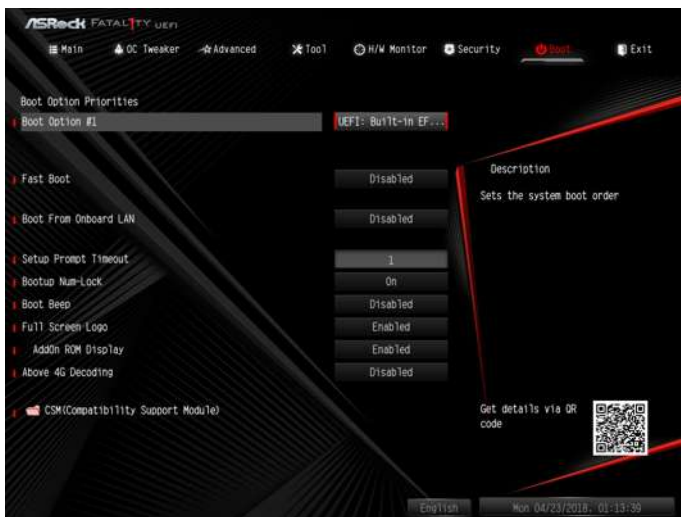 ASRock FATAL1TY UEFI
Main OC Tweaker Advanced Tool H/W Monitor Security Boot Exit
Boot Option Priorities
Boot Option #1 UEFI: Built-in EF...
Description
Fast Boot Disabled
Sets the system boot order
Boot From Onboard LAN Disabled
Setup Prompt Timeout 1
Bootup Num-Lock On
Boot Beep Disabled
Full Screen Logo Enabled
AddOn ROM Display Enabled
Above 4G Decoding Disabled
CSM(Compatibility Support Module)
Get details via QR
code
English Mon 04/23/2018. 01:13:39